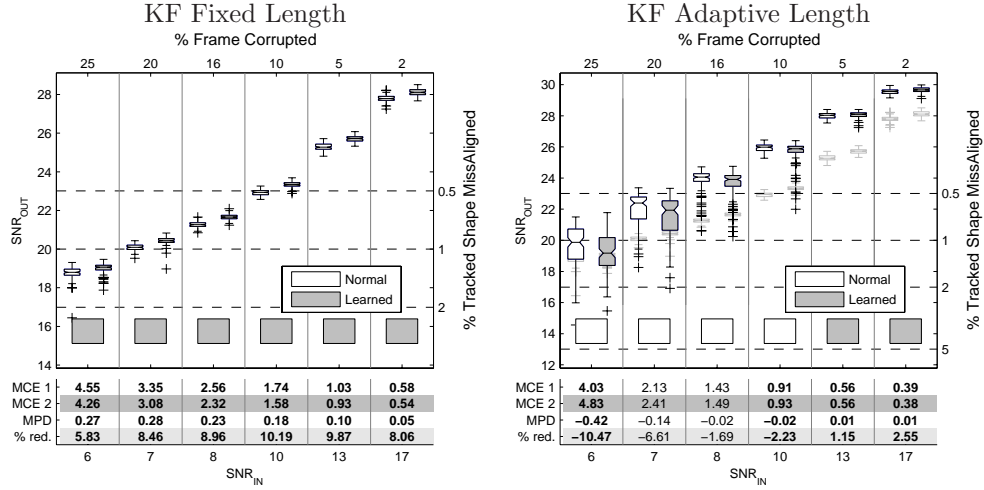 KF Fixed Length
% Frame Corrupted
25 20 16 10 5 2
28
26
24
22
20
18
16
14
SNR_OUT
0.5
1
2
% Tracked Shape MissAligned
Normal
Learned
MCE 1 4.55 3.35 2.56 1.74 1.03 0.58
MCE 2 4.26 3.08 2.32 1.58 0.93 0.54
MPD 0.27 0.28 0.23 0.18 0.10 0.05
% red. 5.83 8.46 8.96 10.19 9.87 8.06
6 7 8 10 13 17
SNR_IN
KF Adaptive Length
% Frame Corrupted
25 20 16 10 5 2
30
28
26
24
22
20
18
16
14
12
SNR_OUT
0.5
1
2
5
% Tracked Shape MissAligned
Normal
Learned
MCE 1 4.03 2.13 1.43 0.91 0.56 0.39
MCE 2 4.83 2.41 1.49 0.93 0.56 0.38
MPD −0.42 −0.14 −0.02 −0.02 0.01 0.01
% red. −10.47 −6.61 −1.69 −2.23 1.15 2.55
6 7 8 10 13 17
SNR_IN